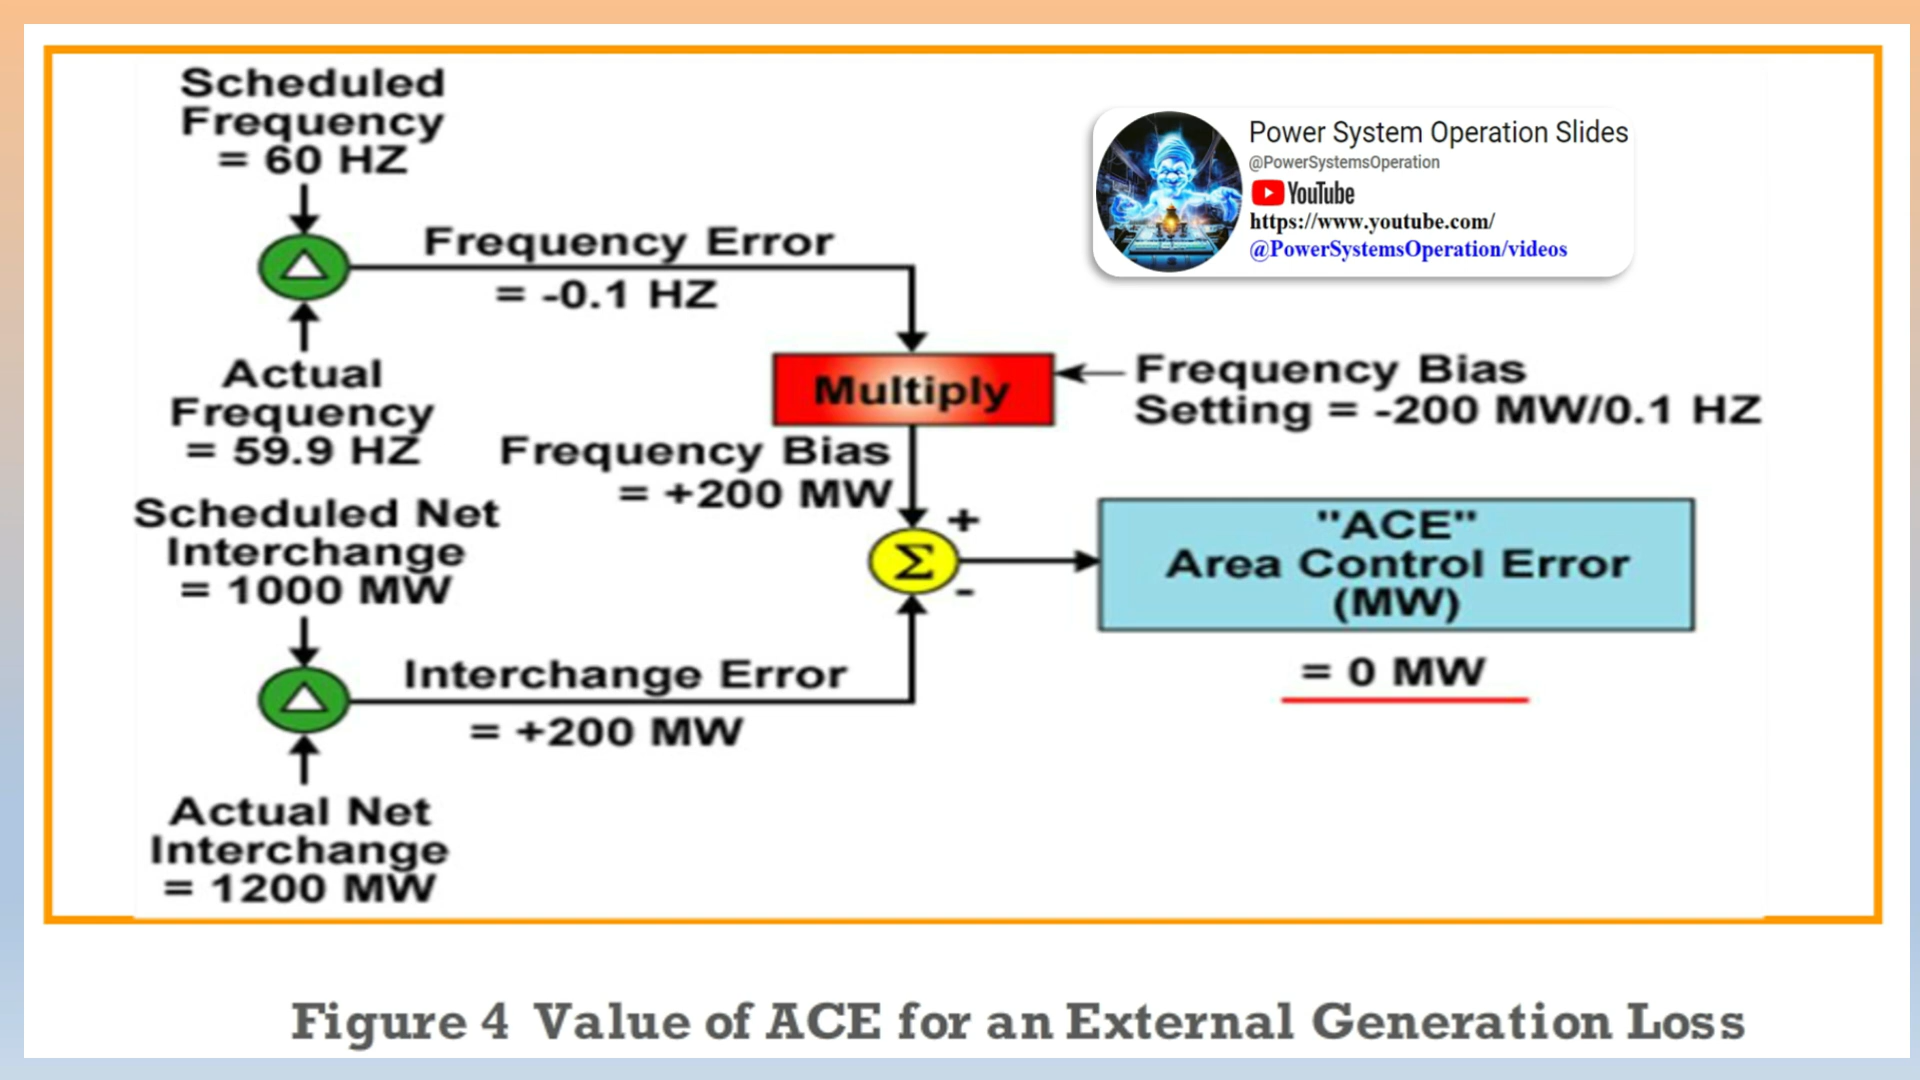 Scheduled
Frequency
= 60 HZ
Frequency Error
= -0.1 HZ
Actual
Frequency
= 59.9 HZ
Multiply
Frequency Bias
Setting = -200 MW/0.1 HZ
Frequency Bias
= +200 MW
Scheduled Net
Interchange
= 1000 MW
+
Σ
-
"ACE"
Area Control Error
(MW)
= 0 MW
Interchange Error
= +200 MW
Actual Net
Interchange
= 1200 MW
Power System Operation Slides
@PowerSystemsOperation
YouTube
https://www.youtube.com/
@PowerSystemsOperation/videos
Figure 4 Value of ACE for an External Generation Loss